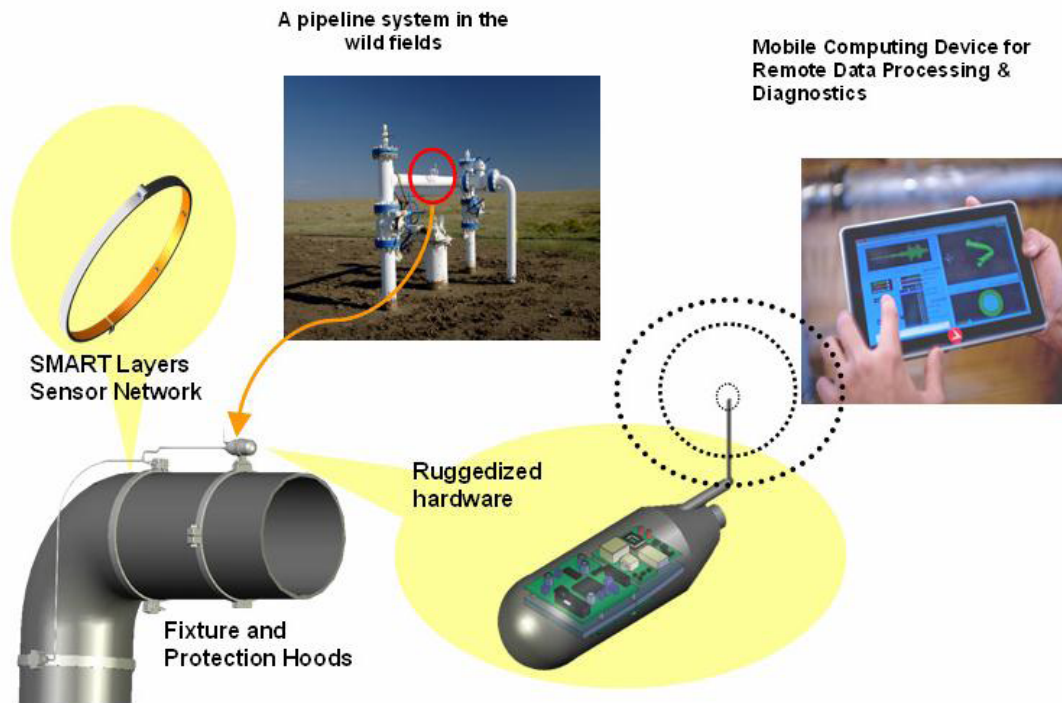 A pipeline system in the
wild fields
Mobile Computing Device for
Remote Data Processing &
Diagnostics
SMART Layers
Sensor Network
Ruggedized
hardware
Fixture and
Protection Hoods